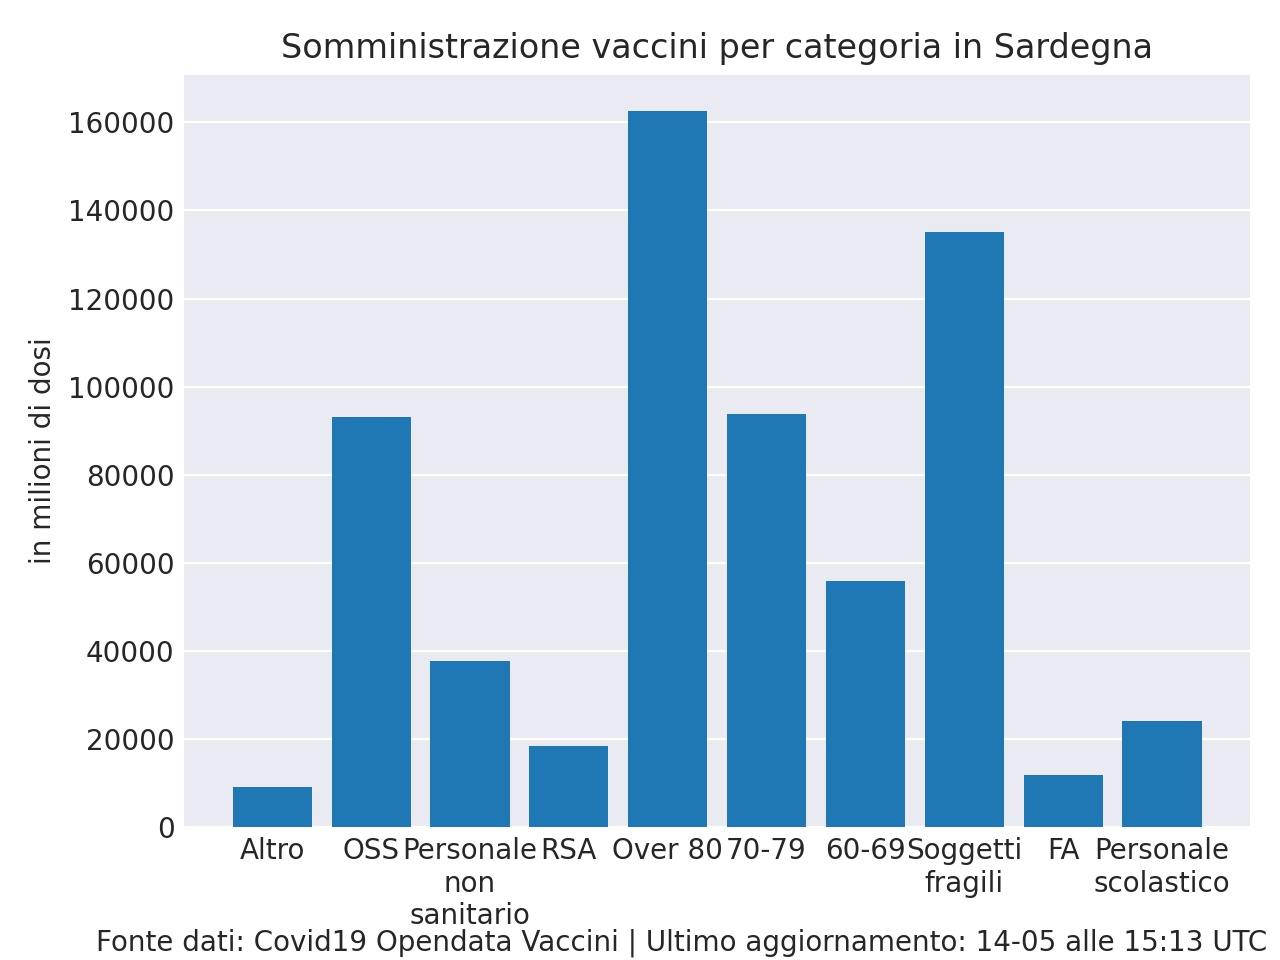 Somministrazione vaccini per categoria in Sardegna
in milioni di dosi
160000
140000
120000
100000
80000
60000
40000
20000
0
Altro
OSS
Personale
non
sanitario
RSA
Over 80
70-79
60-69
Soggetti
fragili
FA
Personale
scolastico
Fonte dati: Covid19 Opendata Vaccini | Ultimo aggiornamento: 14-05 alle 15:13 UTC